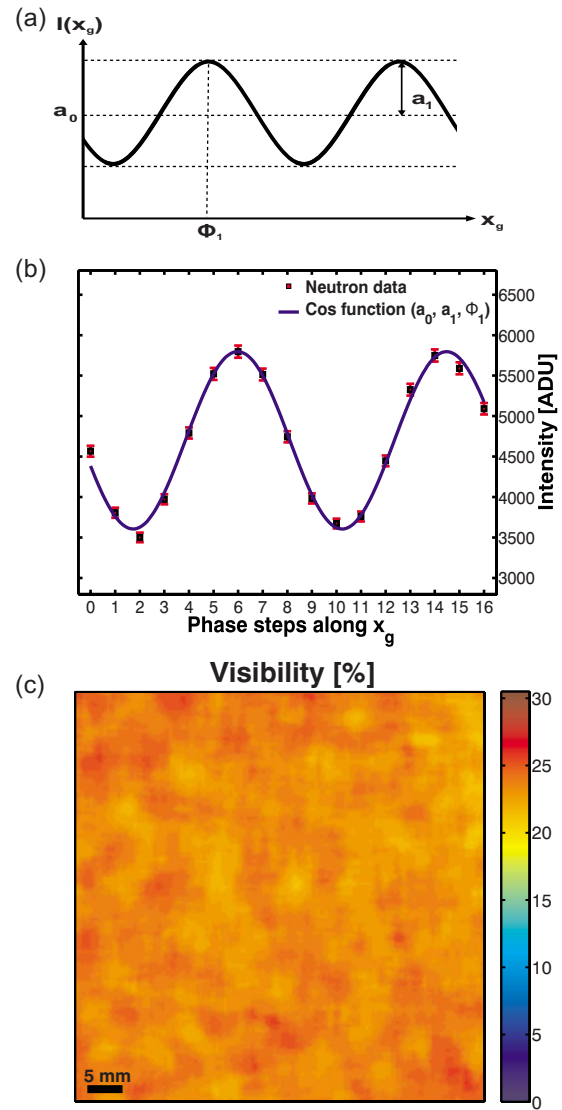 (a)
I(x_g)
a_0
a_1
Φ_1
x_g
(b)
Neutron data
Cos function (a_0, a_1, Φ_1)
6500
6000
5500
5000
4500
4000
3500
3000
Intensity [ADU]
0 1 2 3 4 5 6 7 8 9 10 11 12 13 14 15 16
Phase steps along x_g
(c)
Visibility [%]
30
25
20
15
10
5
0
5 mm